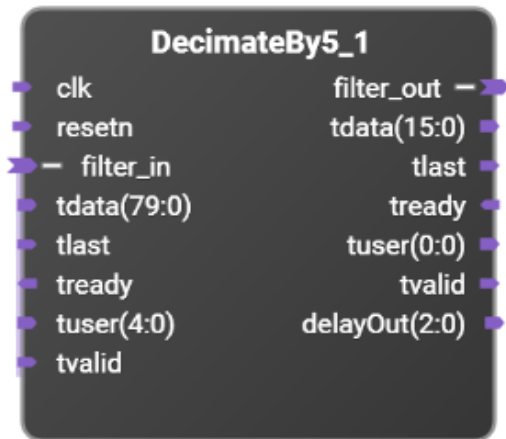 DecimateBy5_1
clk
filter_out
resetn
tdata(15:0)
filter_in
tlast
tdata(79:0)
tready
tlast
tuser(0:0)
tready
tvalid
tuser(4:0)
delayOut(2:0)
tvalid